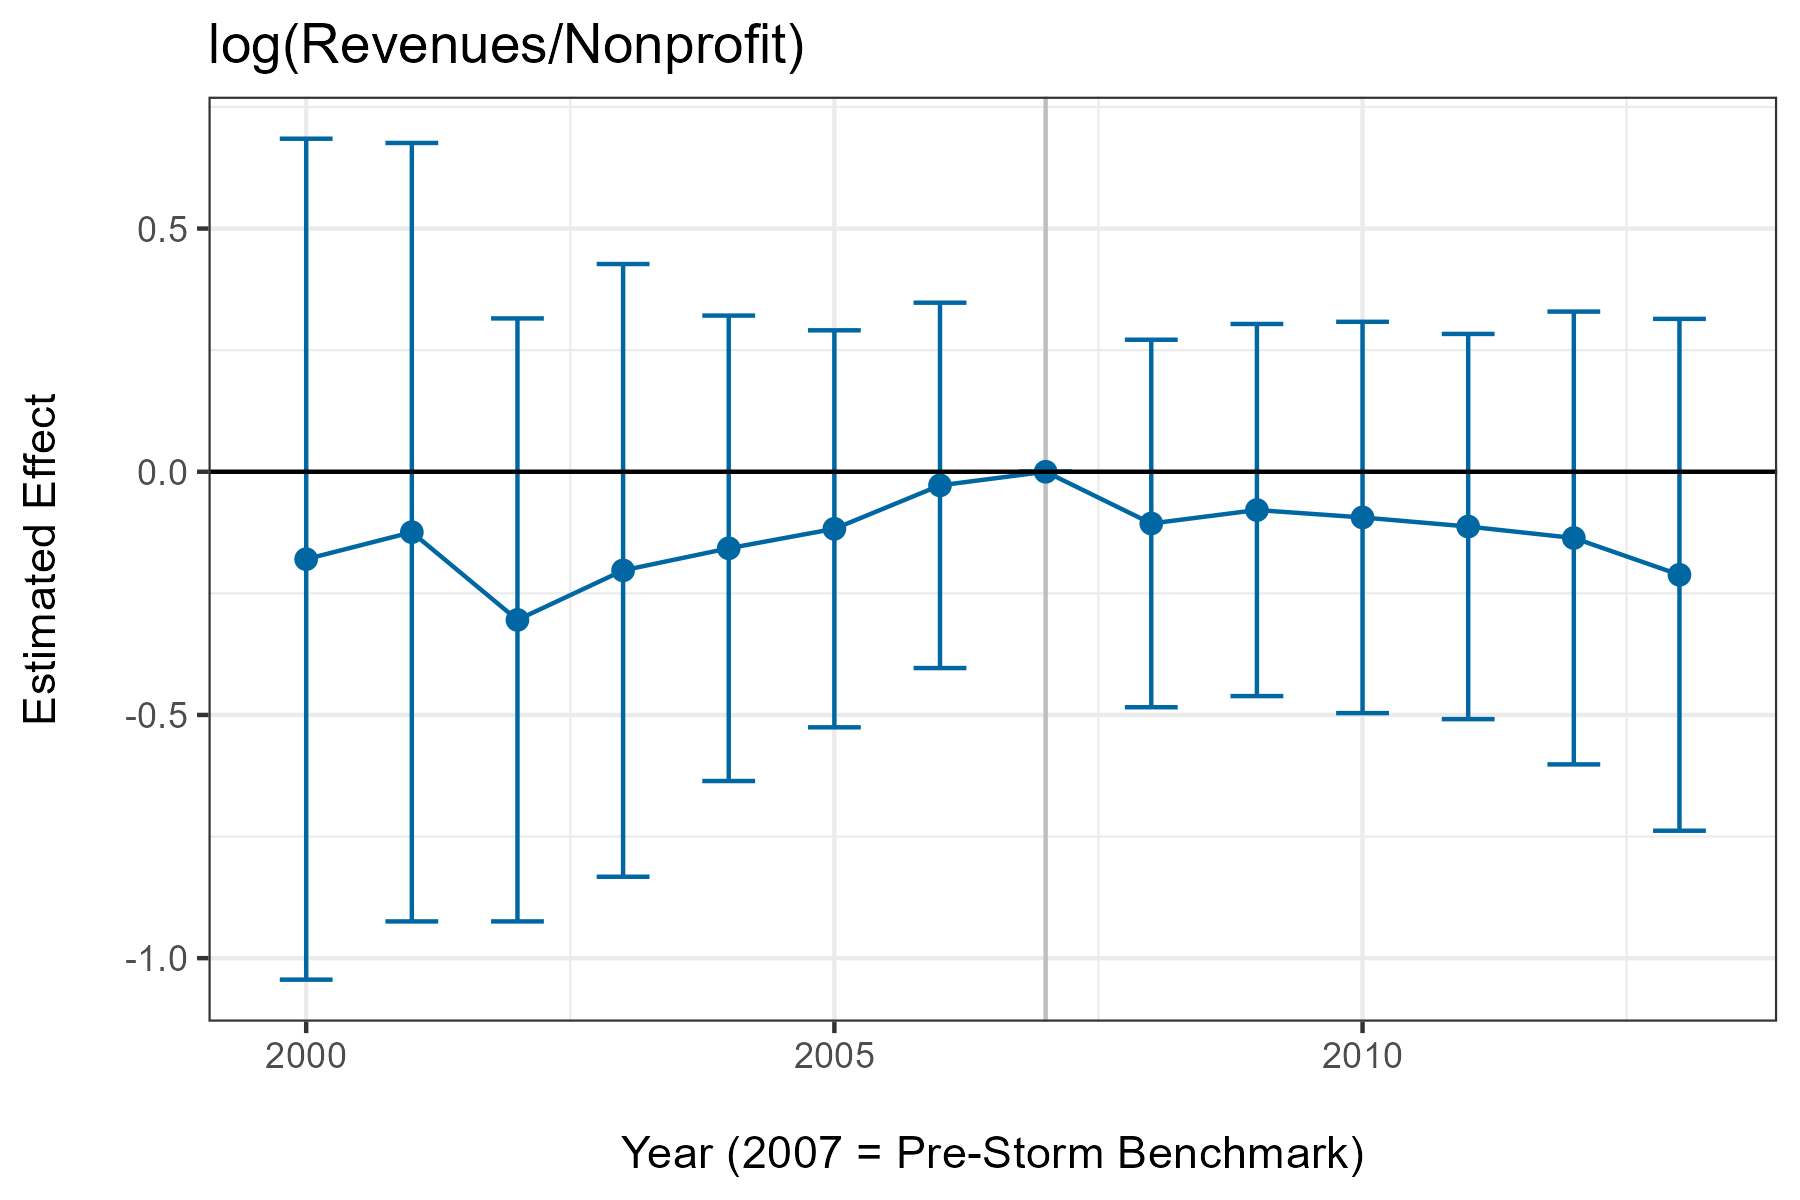 log(Revenues/Nonprofit)
Estimated Effect
0.5
0.0
-0.5
-1.0
2000 2005 2010
Year (2007 = Pre-Storm Benchmark)